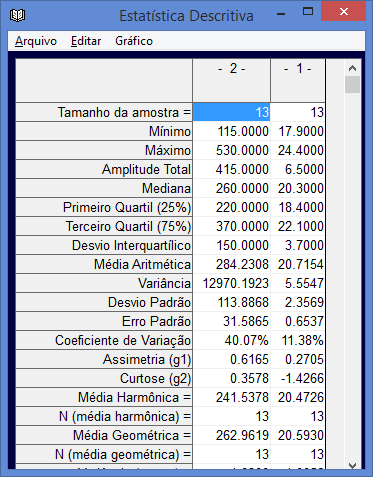 Estatística Descritiva
Arquivo Editar Gráfico
- 2 - - 1 -
Tamanho da amostra = 13 13
Mínimo 115.0000 17.9000
Máximo 530.0000 24.4000
Amplitude Total 415.0000 6.5000
Mediana 260.0000 20.3000
Primeiro Quartil (25%) 220.0000 18.4000
Terceiro Quartil (75%) 370.0000 22.1000
Desvio Interquartílico 150.0000 3.7000
Média Aritmética 284.2308 20.7154
Variância 12970.1923 5.5547
Desvio Padrão 113.8868 2.3569
Erro Padrão 31.5865 0.6537
Coeficiente de Variação 40.07% 11.38%
Assimetria (g1) 0.6165 0.2705
Curtose (g2) 0.3578 -1.4266
Média Harmônica = 241.5378 20.4726
N (média harmônica) = 13 13
Média Geométrica = 262.9619 20.5930
N (média geométrica) = 13 13